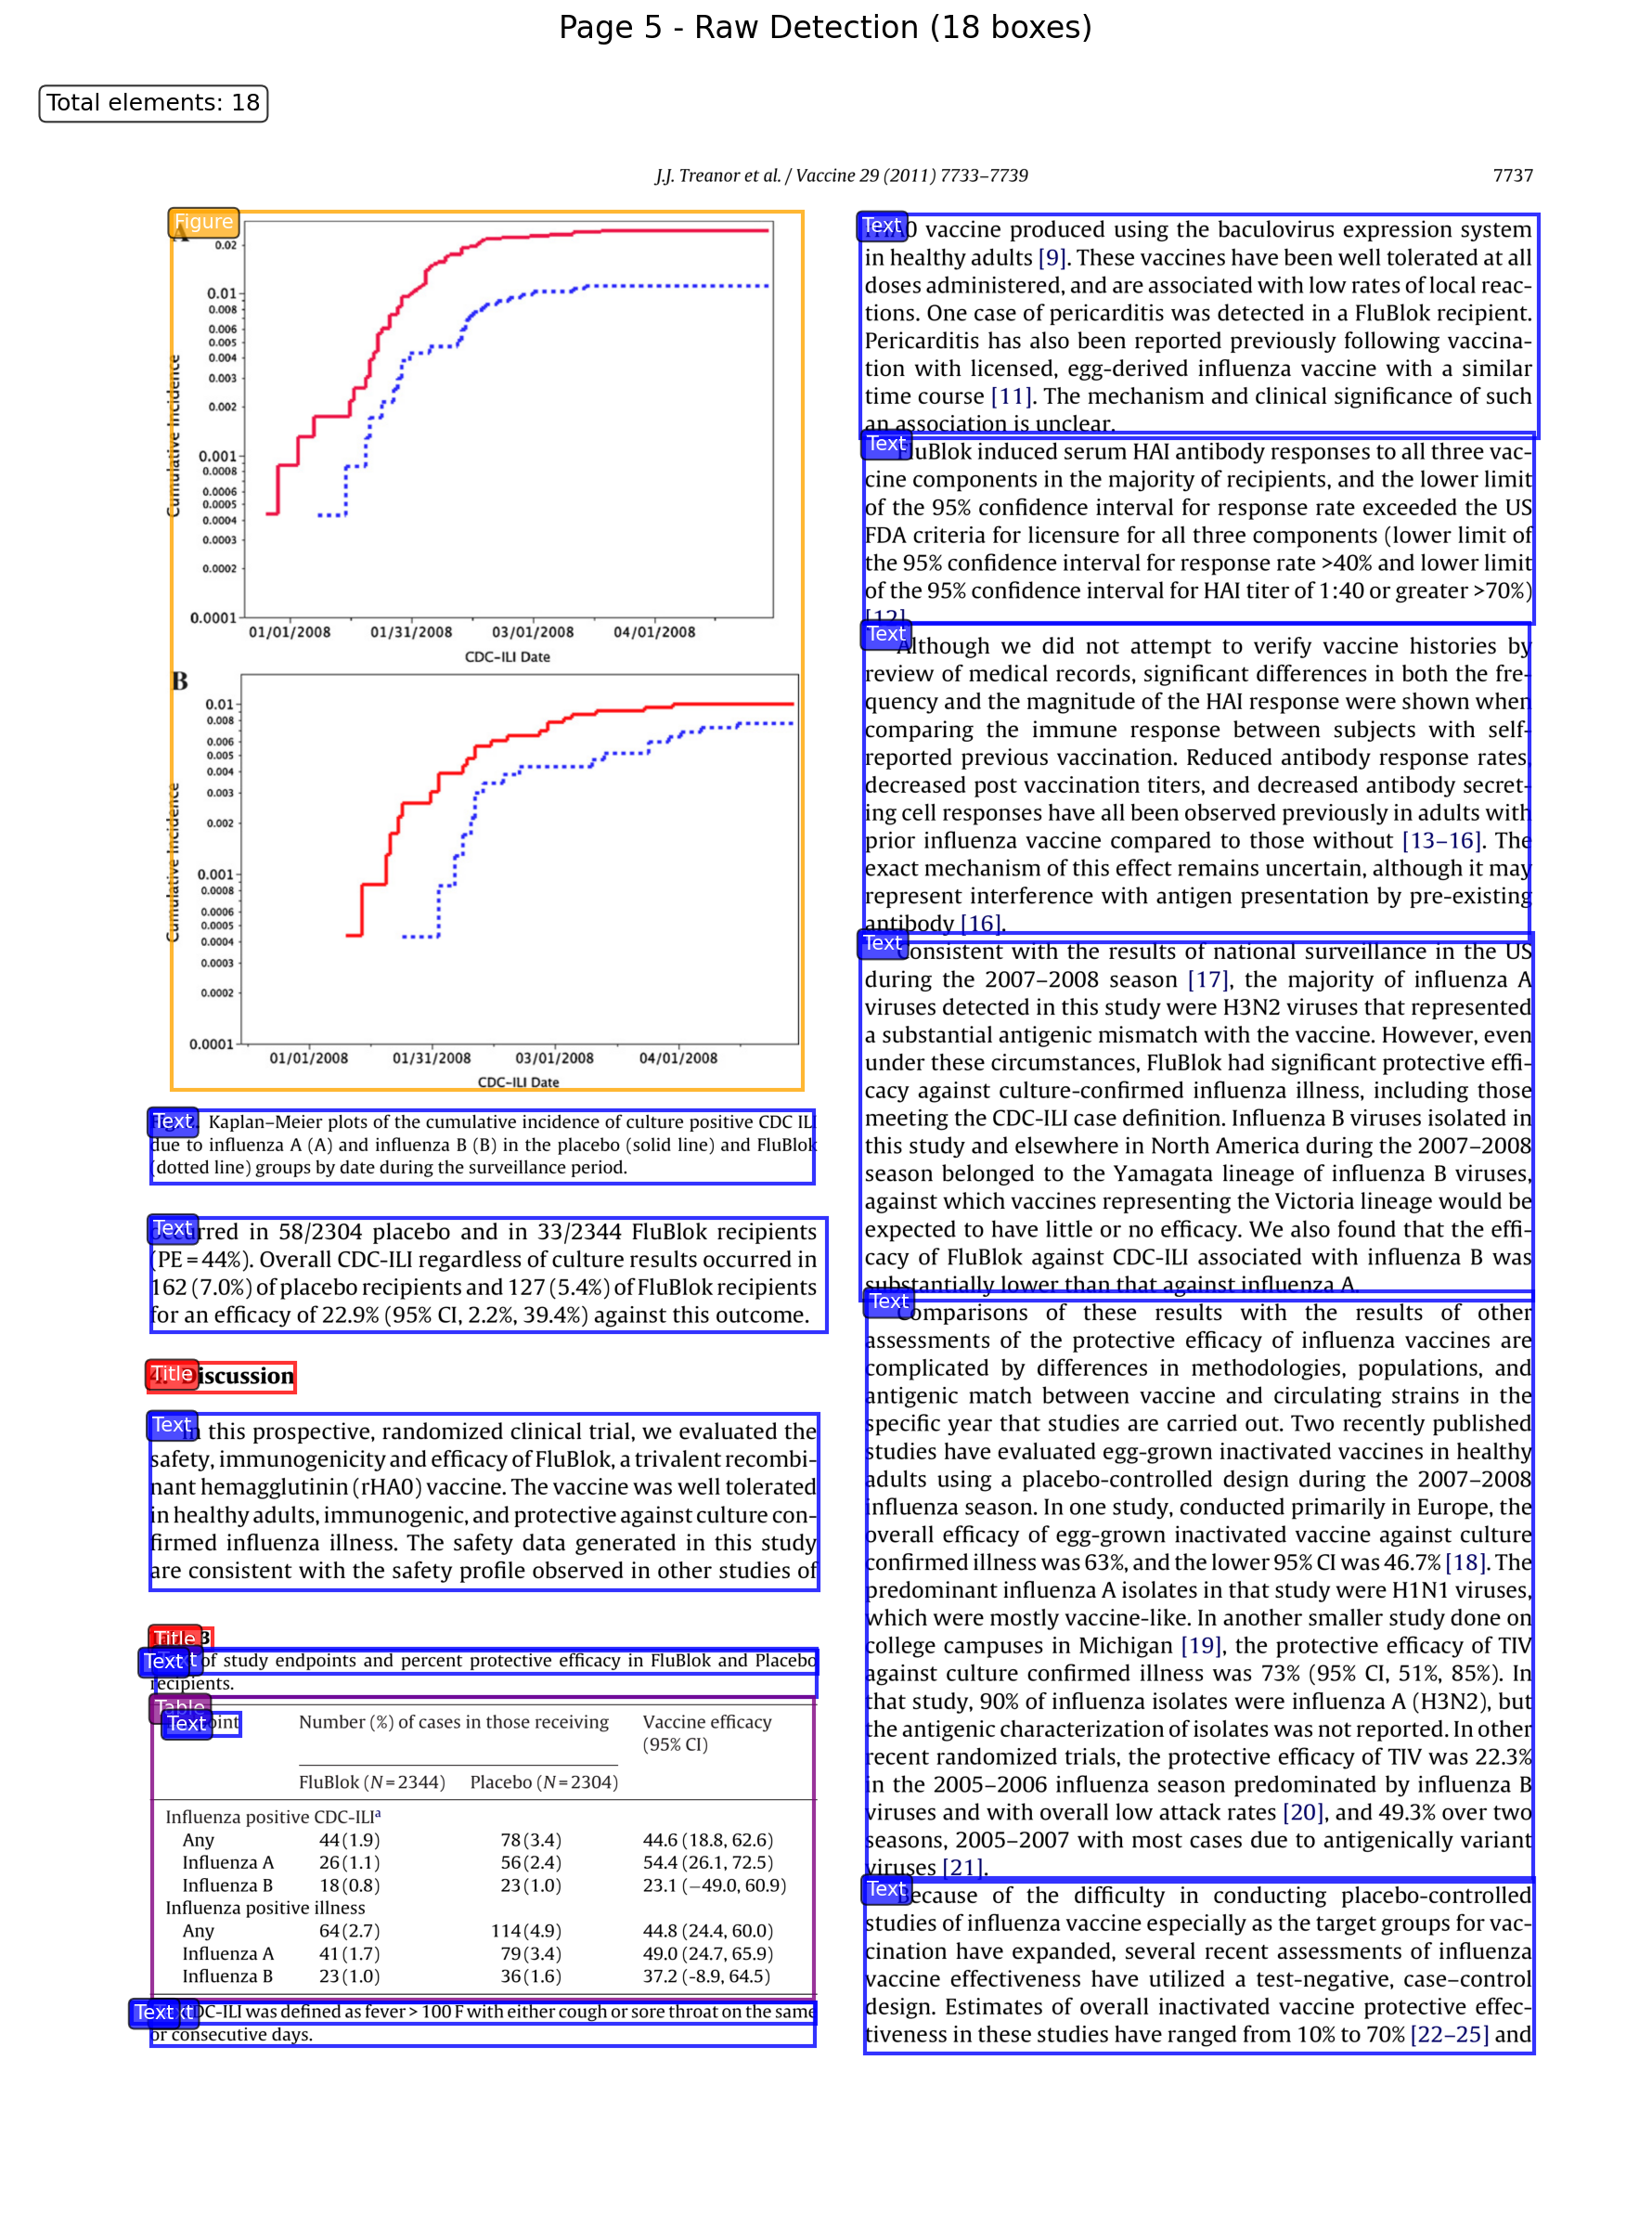 Page 5 - Raw Detection (18 boxes)
Total elements: 18
J.J. Treanor et al. / Vaccine 29 (2011) 7733–7739
7737
Figure
A
0.02
0.01
0.008
0.006
0.005
0.004
0.003
0.002
0.001
0.0008
0.0006
0.0005
0.0004
0.0003
0.0002
0.0001
Cumulative Incidence
01/01/2008 01/31/2008 03/01/2008 04/01/2008
CDC-ILI Date
B
0.01
0.008
0.006
0.005
0.004
0.003
0.002
0.001
0.0008
0.0006
0.0005
0.0004
0.0003
0.0002
0.0001
Cumulative Incidence
01/01/2008 01/31/2008 03/01/2008 04/01/2008
CDC-ILI Date
Text
Kaplan–Meier plots of the cumulative incidence of culture positive CDC ILI
due to influenza A (A) and influenza B (B) in the placebo (solid line) and FluBlok
(dotted line) groups by date during the surveillance period.
Text
occurred in 58/2304 placebo and in 33/2344 FluBlok recipients
(PE = 44%). Overall CDC-ILI regardless of culture results occurred in
162 (7.0%) of placebo recipients and 127 (5.4%) of FluBlok recipients
for an efficacy of 22.9% (95% CI, 2.2%, 39.4%) against this outcome.
Title
4. Discussion
Text
In this prospective, randomized clinical trial, we evaluated the
safety, immunogenicity and efficacy of FluBlok, a trivalent recombi-
nant hemagglutinin (rHA0) vaccine. The vaccine was well tolerated
in healthy adults, immunogenic, and protective against culture con-
firmed influenza illness. The safety data generated in this study
are consistent with the safety profile observed in other studies of
Title
3
Text
of study endpoints and percent protective efficacy in FluBlok and Placebo
recipients.
Table
Text
Number (%) of cases in those receiving Vaccine efficacy
(95% CI)
FluBlok (N = 2344) Placebo (N = 2304)
Influenza positive CDC-ILIa
Any 44 (1.9) 78 (3.4) 44.6 (18.8, 62.6)
Influenza A 26 (1.1) 56 (2.4) 54.4 (26.1, 72.5)
Influenza B 18 (0.8) 23 (1.0) 23.1 (−49.0, 60.9)
Influenza positive illness
Any 64 (2.7) 114 (4.9) 44.8 (24.4, 60.0)
Influenza A 41 (1.7) 79 (3.4) 49.0 (24.7, 65.9)
Influenza B 23 (1.0) 36 (1.6) 37.2 (-8.9, 64.5)
Text
CDC-ILI was defined as fever > 100 F with either cough or sore throat on the same
or consecutive days.
Text
rHA0 vaccine produced using the baculovirus expression system
in healthy adults [9]. These vaccines have been well tolerated at all
doses administered, and are associated with low rates of local reac-
tions. One case of pericarditis was detected in a FluBlok recipient.
Pericarditis has also been reported previously following vaccina-
tion with licensed, egg-derived influenza vaccine with a similar
time course [11]. The mechanism and clinical significance of such
an association is unclear.
Text
FluBlok induced serum HAI antibody responses to all three vac-
cine components in the majority of recipients, and the lower limit
of the 95% confidence interval for response rate exceeded the US
FDA criteria for licensure for all three components (lower limit of
the 95% confidence interval for response rate >40% and lower limit
of the 95% confidence interval for HAI titer of 1:40 or greater >70%)
[12].
Text
Although we did not attempt to verify vaccine histories by
review of medical records, significant differences in both the fre-
quency and the magnitude of the HAI response were shown when
comparing the immune response between subjects with self-
reported previous vaccination. Reduced antibody response rates,
decreased post vaccination titers, and decreased antibody secret-
ing cell responses have all been observed previously in adults with
prior influenza vaccine compared to those without [13–16]. The
exact mechanism of this effect remains uncertain, although it may
represent interference with antigen presentation by pre-existing
antibody [16].
Text
Consistent with the results of national surveillance in the US
during the 2007–2008 season [17], the majority of influenza A
viruses detected in this study were H3N2 viruses that represented
a substantial antigenic mismatch with the vaccine. However, even
under these circumstances, FluBlok had significant protective effi-
cacy against culture-confirmed influenza illness, including those
meeting the CDC-ILI case definition. Influenza B viruses isolated in
this study and elsewhere in North America during the 2007–2008
season belonged to the Yamagata lineage of influenza B viruses,
against which vaccines representing the Victoria lineage would be
expected to have little or no efficacy. We also found that the effi-
cacy of FluBlok against CDC-ILI associated with influenza B was
substantially lower than that against influenza A.
Text
Comparisons of these results with the results of other
assessments of the protective efficacy of influenza vaccines are
complicated by differences in methodologies, populations, and
antigenic match between vaccine and circulating strains in the
specific year that studies are carried out. Two recently published
studies have evaluated egg-grown inactivated vaccines in healthy
adults using a placebo-controlled design during the 2007–2008
influenza season. In one study, conducted primarily in Europe, the
overall efficacy of egg-grown inactivated vaccine against culture
confirmed illness was 63%, and the lower 95% CI was 46.7% [18]. The
predominant influenza A isolates in that study were H1N1 viruses,
which were mostly vaccine-like. In another smaller study done on
college campuses in Michigan [19], the protective efficacy of TIV
against culture confirmed illness was 73% (95% CI, 51%, 85%). In
that study, 90% of influenza isolates were influenza A (H3N2), but
the antigenic characterization of isolates was not reported. In other
recent randomized trials, the protective efficacy of TIV was 22.3%
in the 2005–2006 influenza season predominated by influenza B
viruses and with overall low attack rates [20], and 49.3% over two
seasons, 2005–2007 with most cases due to antigenically variant
viruses [21].
Text
Because of the difficulty in conducting placebo-controlled
studies of influenza vaccine especially as the target groups for vac-
cination have expanded, several recent assessments of influenza
vaccine effectiveness have utilized a test-negative, case–control
design. Estimates of overall inactivated vaccine protective effec-
tiveness in these studies have ranged from 10% to 70% [22–25] and